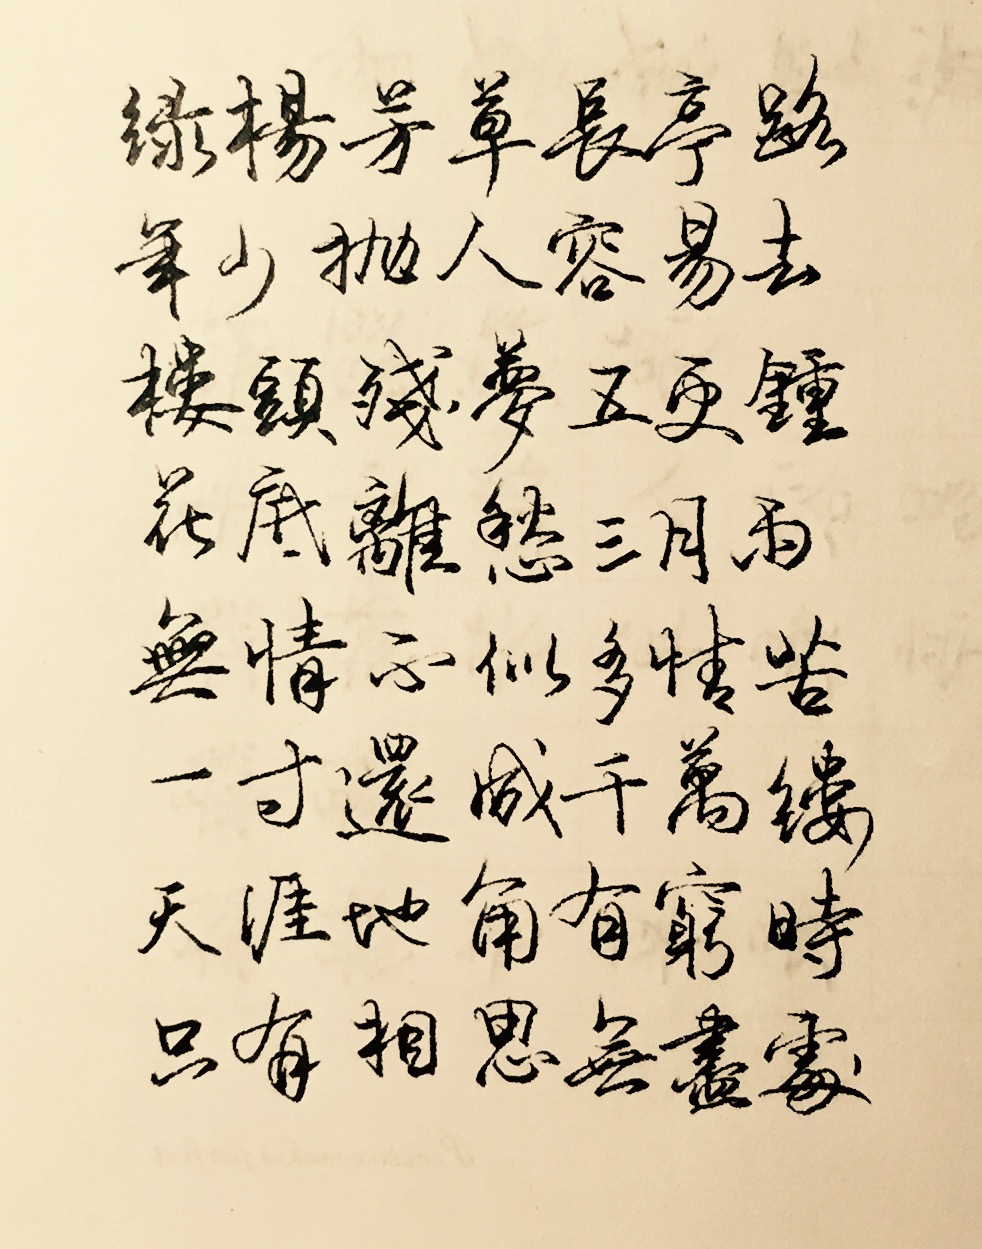 緑楊芳草長亭路
年少拋人容易去
樓頭殘夢五更鍾
花底離愁三月雨
無情不似多情苦
一寸還成千萬縷
天涯地角有窮時
只有相思無盡處